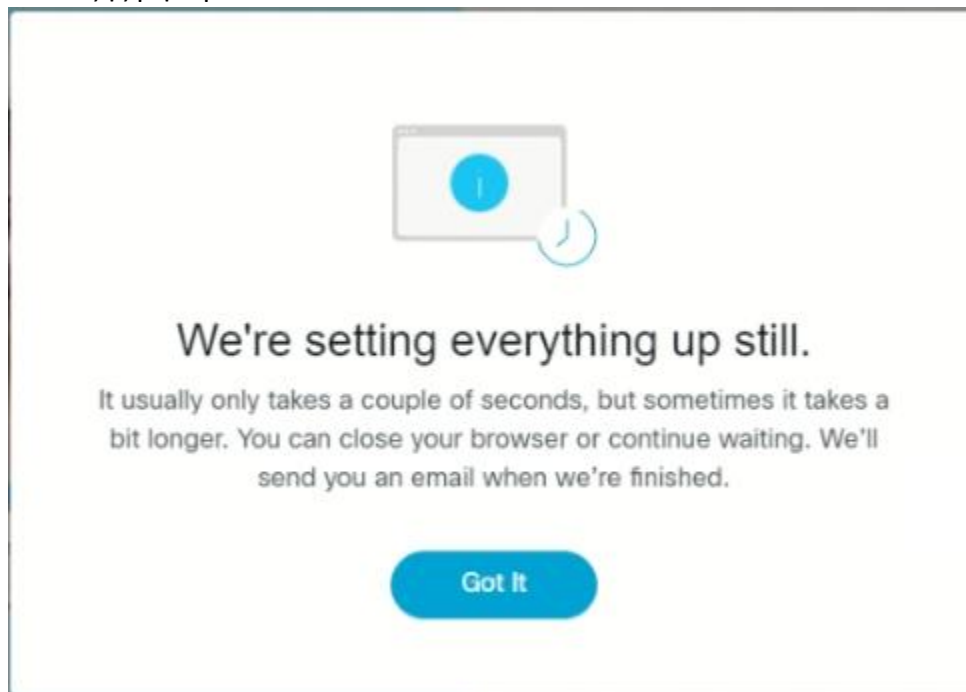 We're setting everything up still.
It usually only takes a couple of seconds, but sometimes it takes a
bit longer. You can close your browser or continue waiting. We'll
send you an email when we're finished.
Got It